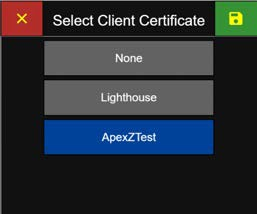 Select Client Certificate
None
Lighthouse
ApexZTest